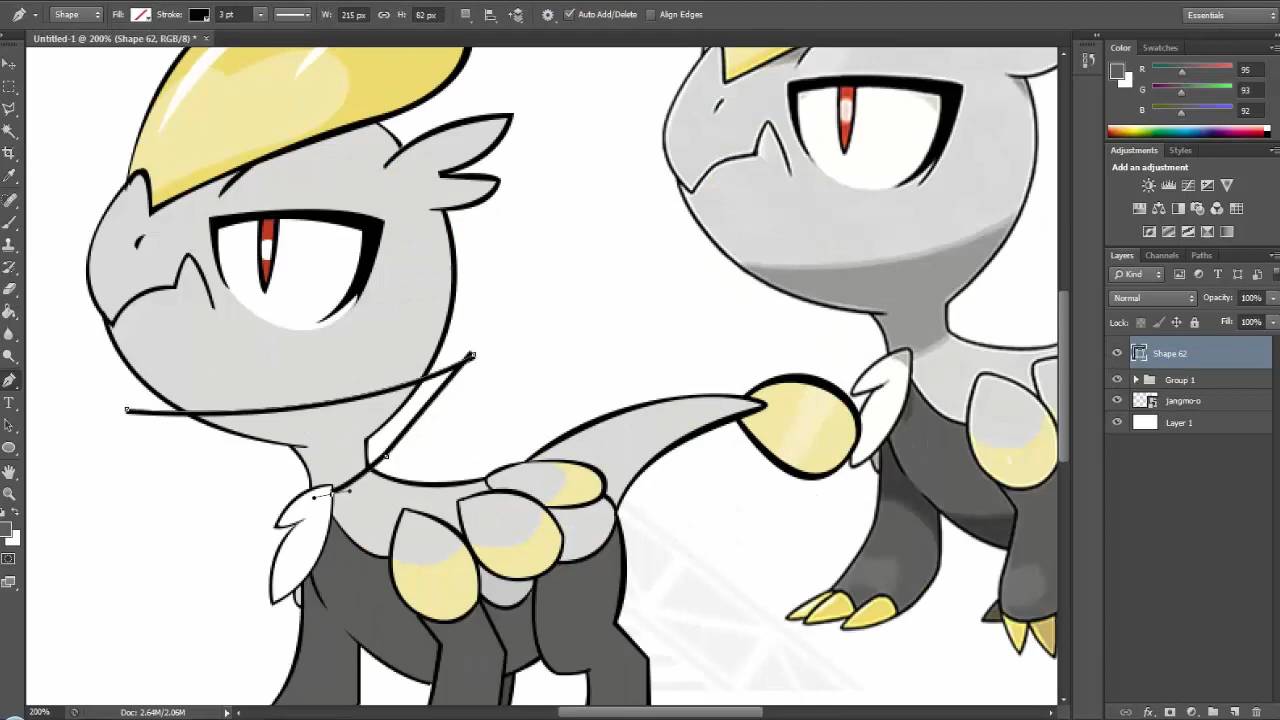 Shape Fill: Stroke: 3 pt W: 215 px H: 82 px Auto Add/Delete Align Edges Essentials
Untitled-1 @ 200% (Shape 62, RGB/8) * ×
Color Swatches
R 95
G 93
B 92
Adjustments Styles
Add an adjustment
Layers Channels Paths
Kind
Normal Opacity: 100%
Lock: Fill: 100%
Shape 62
Group 1
jangmo-o
Layer 1
200% Doc: 2.64M/2.06M